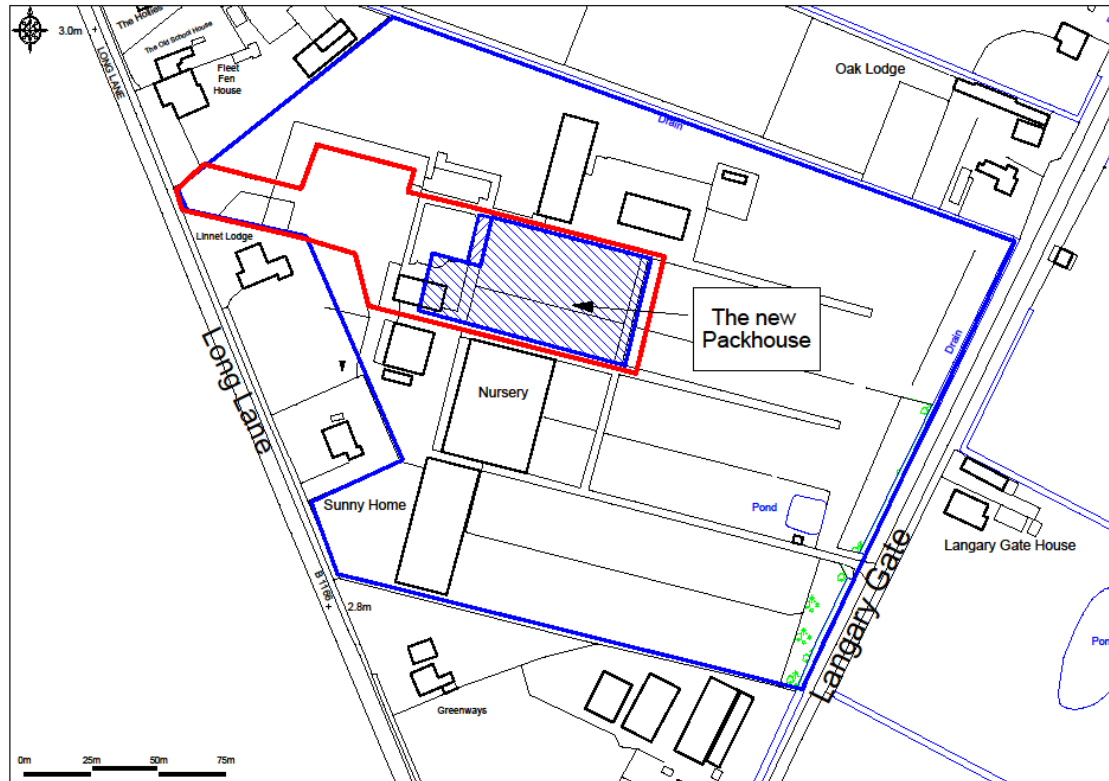 The Hollies
3.0m
The Old School House
LONG LANE
Fleet
Fen
House
Oak Lodge
Drain
Linnet Lodge
The new
Packhouse
Long Lane
Drain
Nursery
Sunny Home
Pond
Langary Gate House
B 1166
2.8m
Langary Gate
Greenways
0m 25m 50m 75m